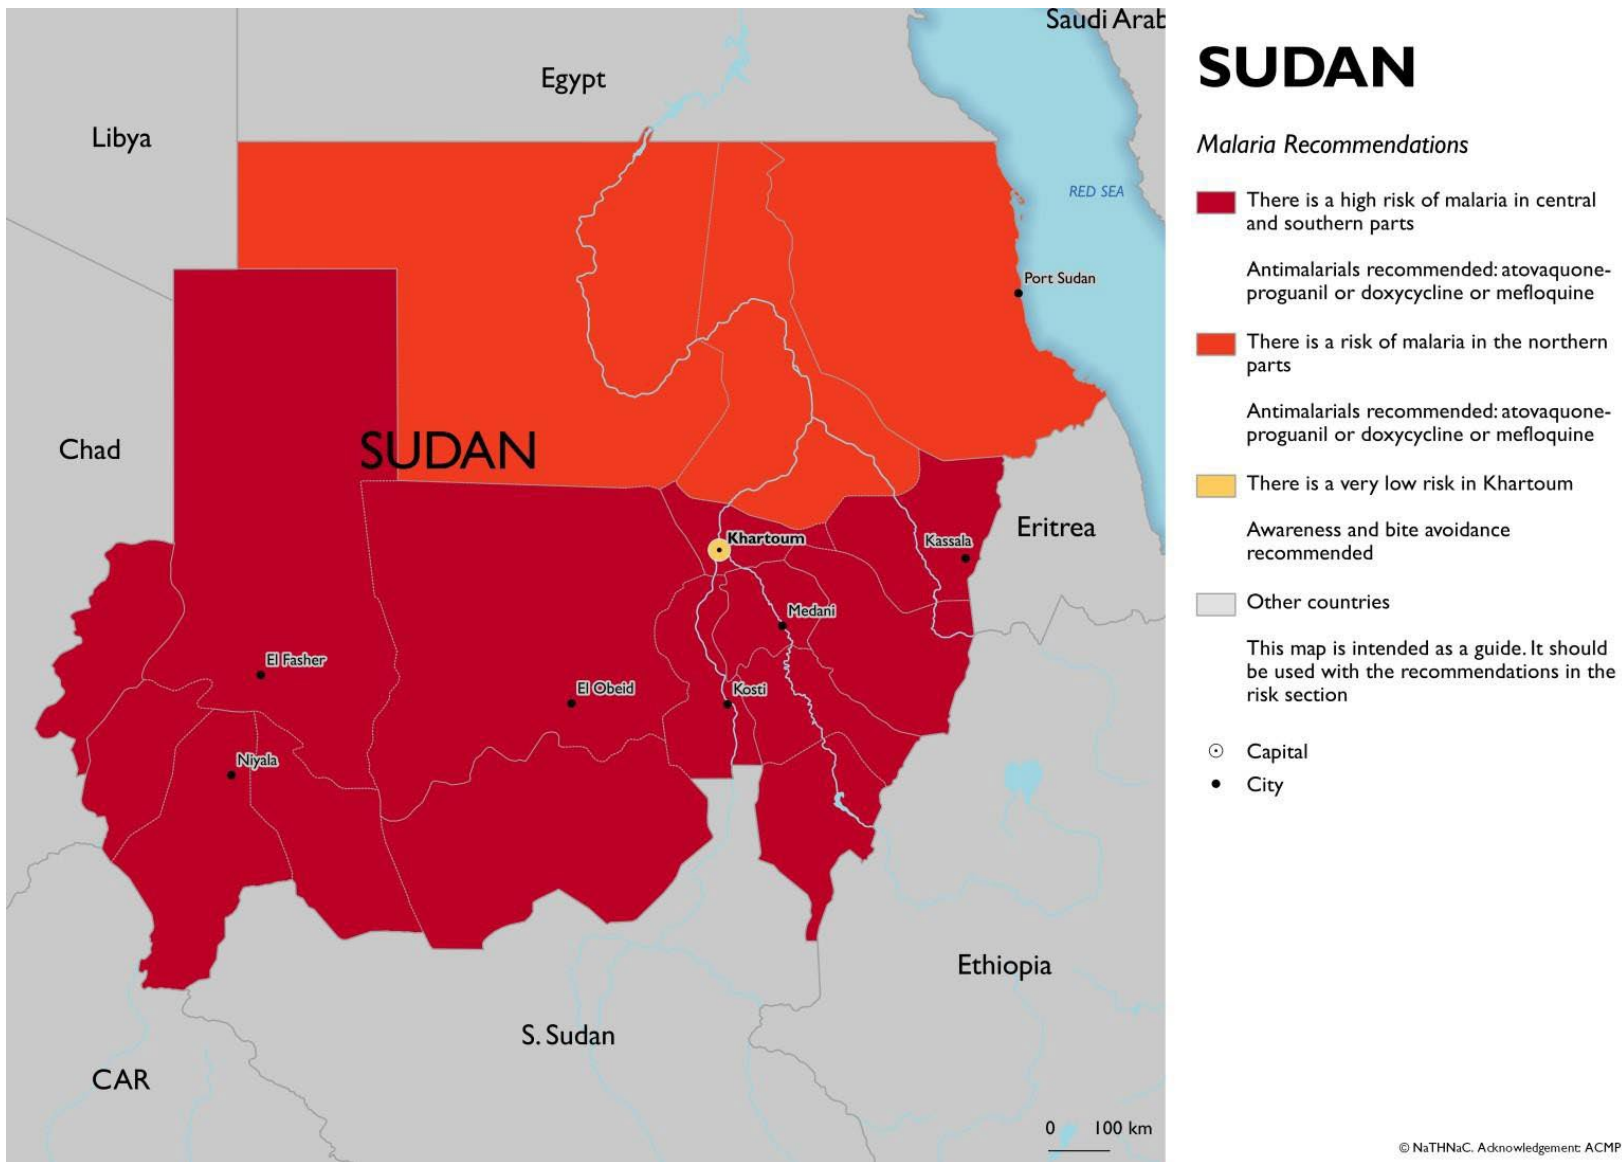 Saudi Arab
Egypt
Libya
RED SEA
Port Sudan
Chad
SUDAN
Khartoum
Kassala
Eritrea
Medani
El Fasher
El Obeid
Kosti
Niyala
Ethiopia
S. Sudan
CAR
0 100 km
SUDAN
Malaria Recommendations
There is a high risk of malaria in central
and southern parts
Antimalarials recommended: atovaquone-
proguanil or doxycycline or mefloquine
There is a risk of malaria in the northern
parts
Antimalarials recommended: atovaquone-
proguanil or doxycycline or mefloquine
There is a very low risk in Khartoum
Awareness and bite avoidance
recommended
Other countries
This map is intended as a guide. It should
be used with the recommendations in the
risk section
Capital
City
© NaTHNaC. Acknowledgement: ACMP